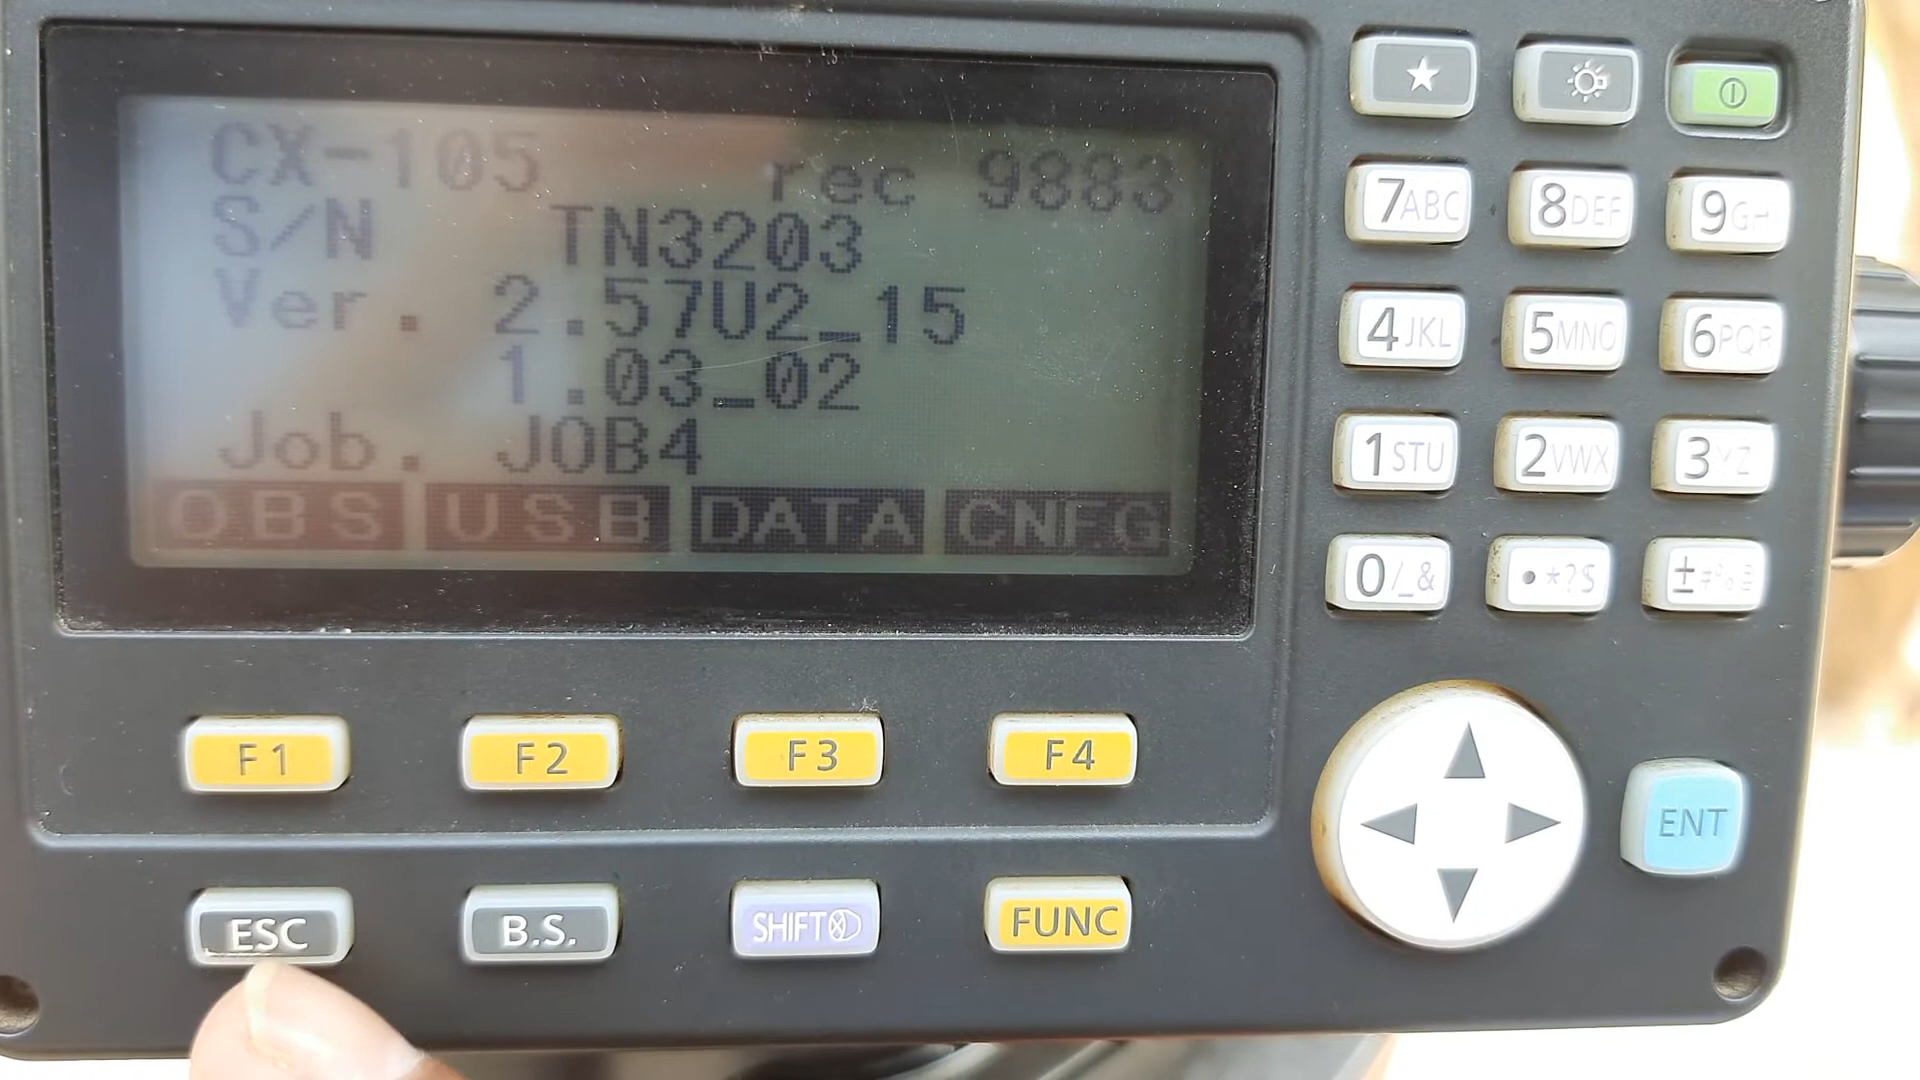 CX-105 rec 9883
S/N TN3203
Ver. 2.57U2_15
1.03_02
Job. JOB4
OBS USB DATA CNFG
7ABC 8DEF 9GHI
4JKL 5MNO 6PQR
1STU 2VWX 3YZ
0/_& •*?$ ±#%@
F1 F2 F3 F4
ENT
ESC B.S. SHIFT FUNC